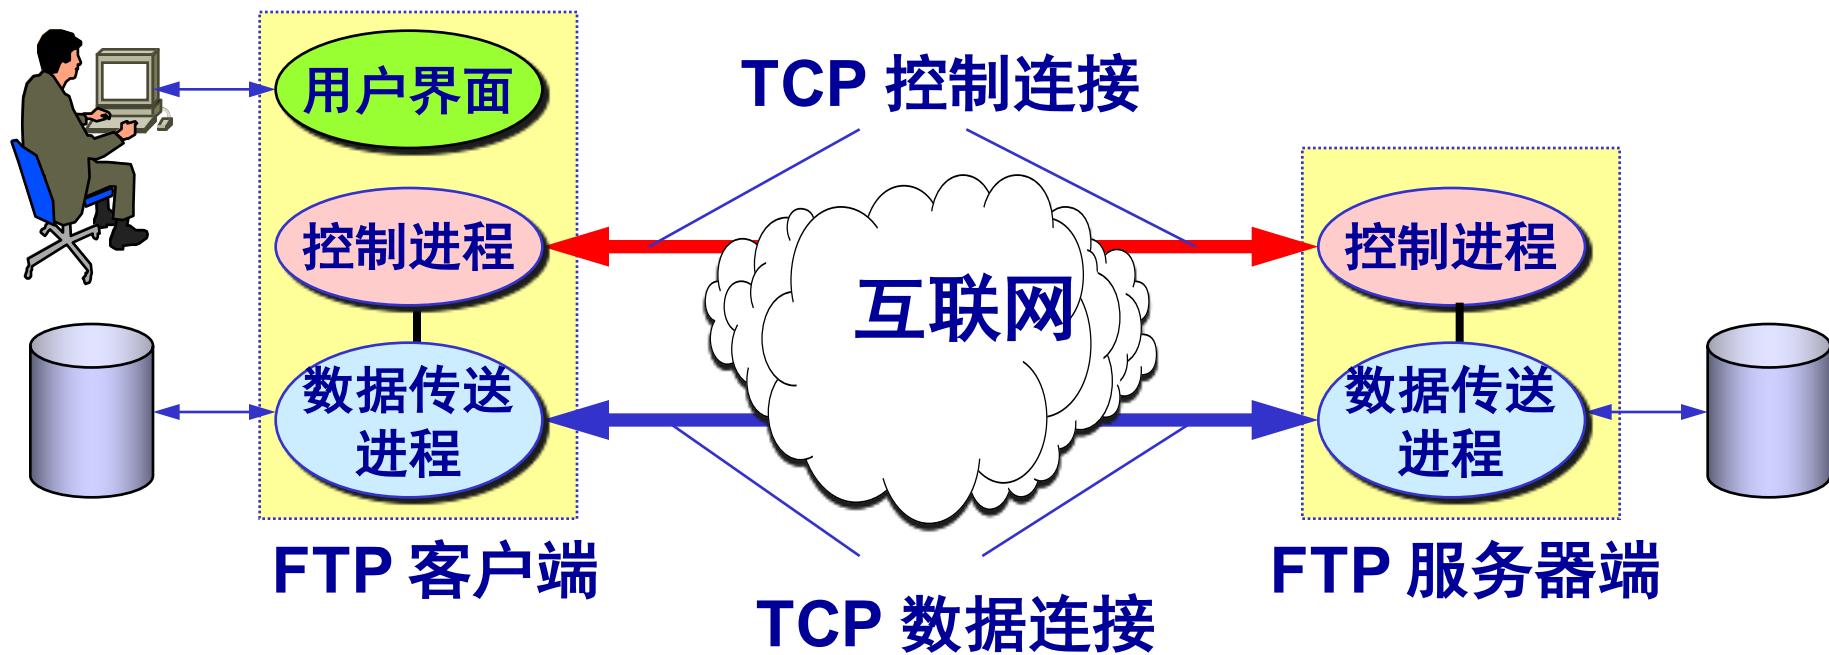 用户界面
TCP 控制连接
控制进程
控制进程
互联网
数据传送
进程
数据传送
进程
FTP 客户端
FTP 服务器端
TCP 数据连接